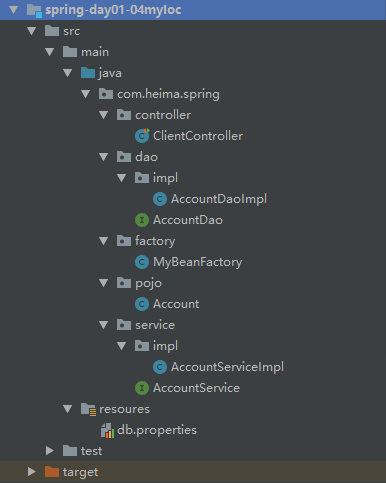 spring-day01-04myIoc
src
main
java
com.heima.spring
controller
ClientController
dao
impl
AccountDaoImpl
AccountDao
factory
MyBeanFactory
pojo
Account
service
impl
AccountServiceImpl
AccountService
resoures
db.properties
test
target